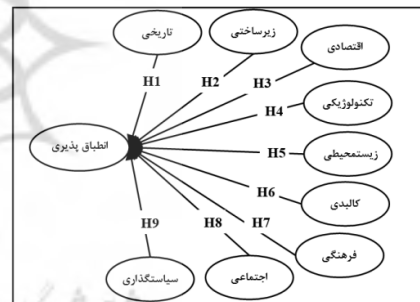 تاریخی
زیرساختی
اقتصادی
H1
H2
H3
تکنولوژیکی
H4
انطباق پذیری
H5
زیستمحیطی
H6
کالبدی
H9
H8
H7
فرهنگی
سیاستگذاری
اجتماعی